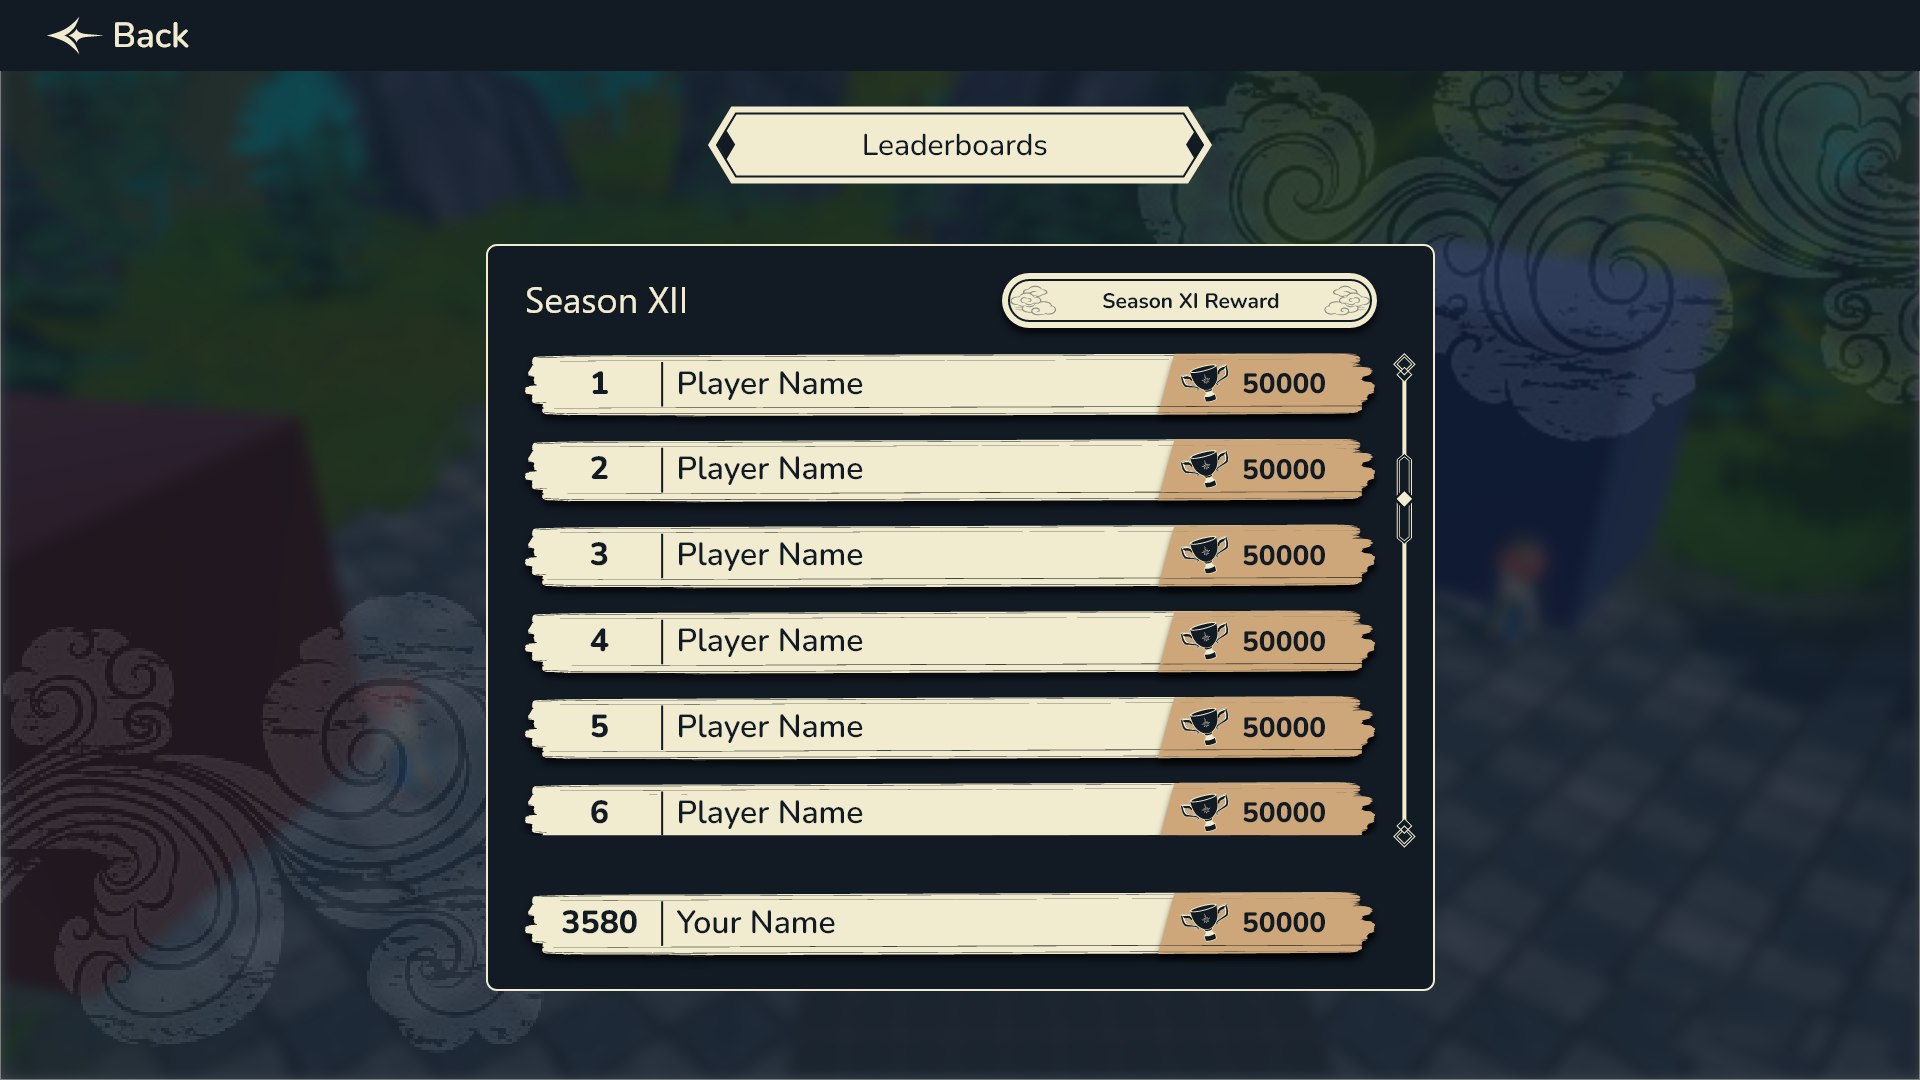 Back
Leaderboards
Season XII
Season XI Reward
1 Player Name 50000
2 Player Name 50000
3 Player Name 50000
4 Player Name 50000
5 Player Name 50000
6 Player Name 50000
3580 Your Name 50000